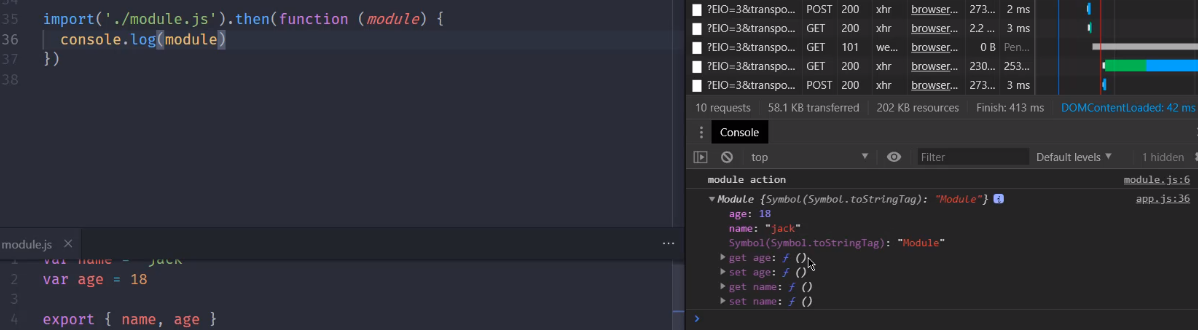 35 import('./module.js').then(function (module) {
36 console.log(module)
37 })
38
module.js × ...
1 var name = 'jack'
2 var age = 18
3
4 export { name, age }
?EIO=3&transpo... POST 200 xhr browser... 273... 2 ms
?EIO=3&transpo... GET 200 xhr browser... 2.2 ... 3 ms
?EIO=3&transpo... GET 101 we... browser... 0 B Pen...
?EIO=3&transpo... GET 200 xhr browser... 230... 253...
?EIO=3&transpo... POST 200 xhr browser... 273... 3 ms
10 requests 58.1 KB transferred 202 KB resources Finish: 413 ms DOMContentLoaded: 42 ms
Console
top Filter Default levels 1 hidden
module action module.js:6
Module {Symbol(Symbol.toStringTag): "Module"} app.js:36
age: 18
name: "jack"
Symbol(Symbol.toStringTag): "Module"
get age: ƒ ()
set age: ƒ ()
get name: ƒ ()
set name: ƒ ()